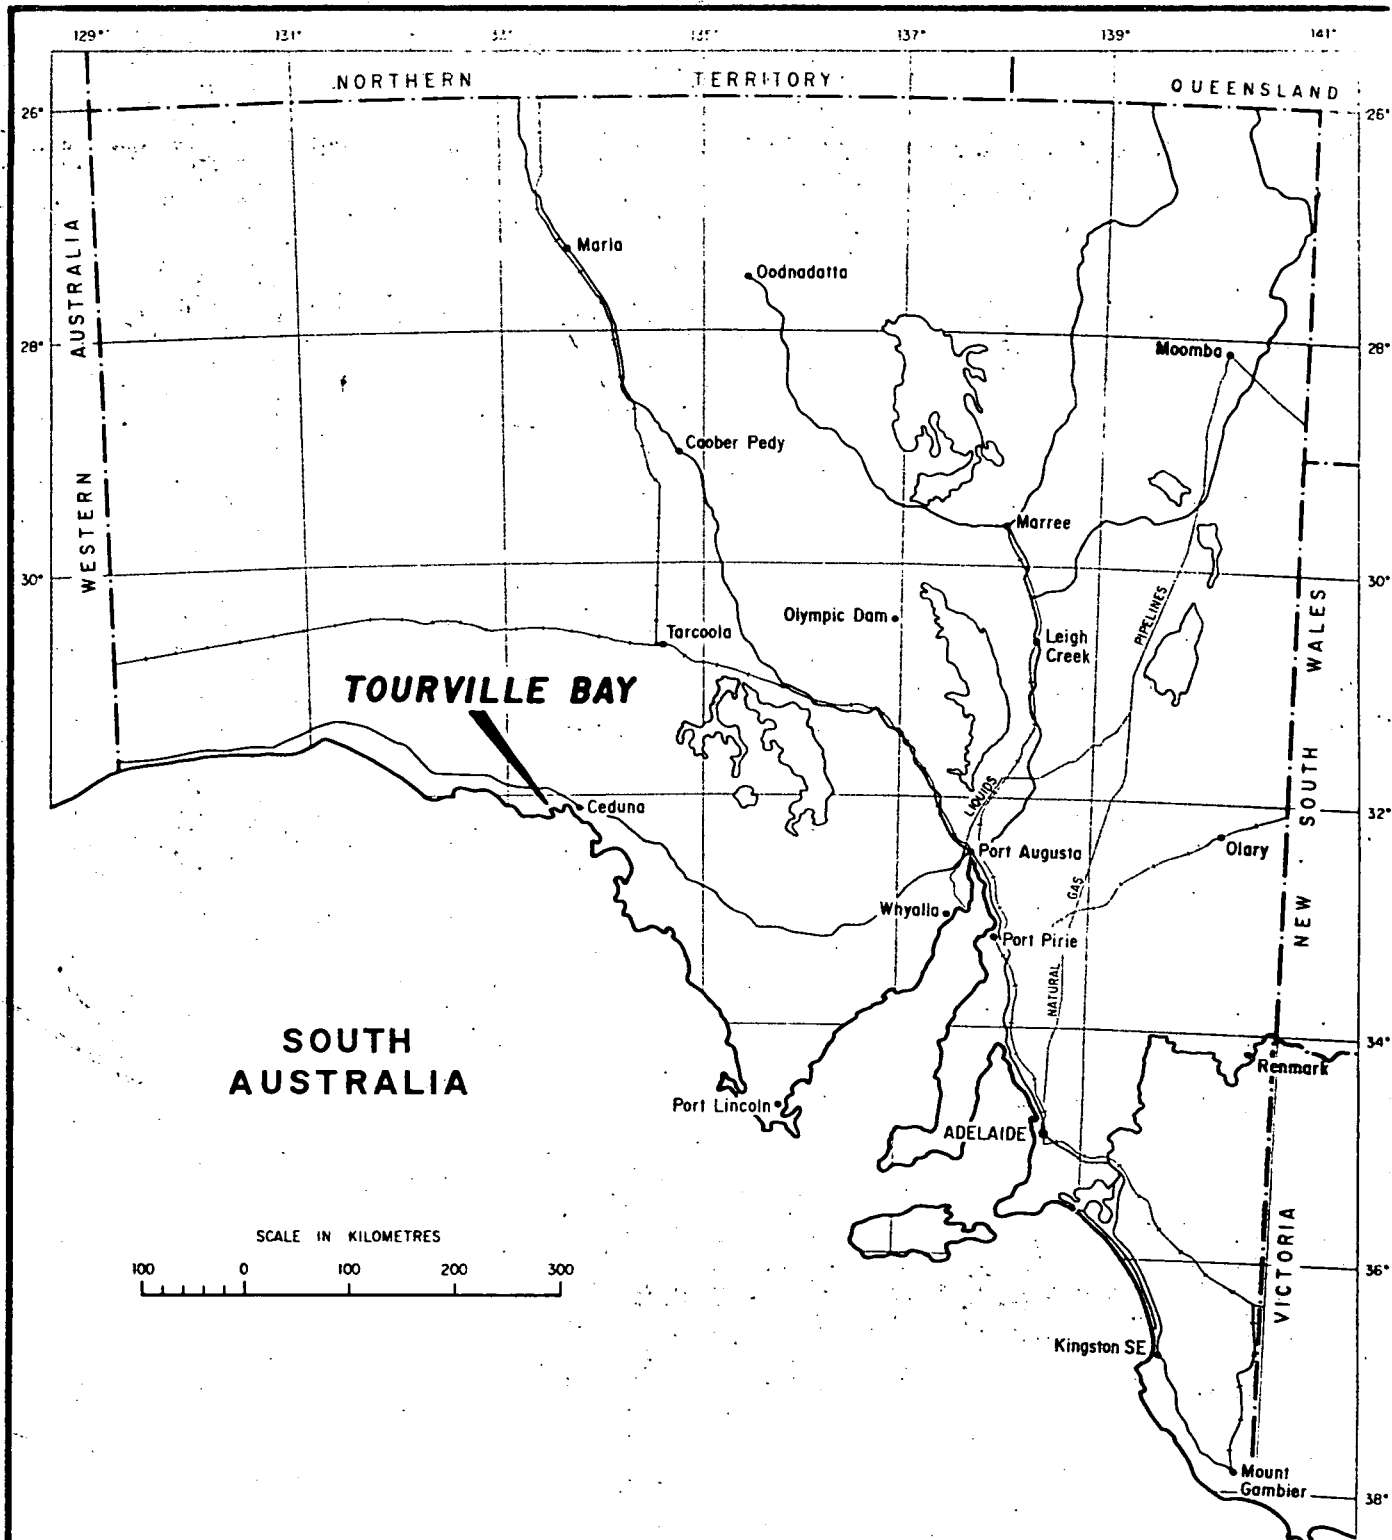 129° 131° 135° 137° 139° 141°
NORTHERN TERRITORY QUEENSLAND
26° 26°
WESTERN AUSTRALIA
Marla
Oodnadatta
28° 28°
Moomba
Coober Pedy
Marree
30° 30°
PIPELINES
Olympic Dam
Tarcoola
Leigh
Creek
TOURVILLE BAY
NEW SOUTH WALES
LIQUIDS
Ceduna
32°
Port Augusta
Olary
GAS
Whyalla
Port Pirie
NATURAL
SOUTH
AUSTRALIA
34°
Renmark
Port Lincoln
ADELAIDE
VICTORIA
SCALE IN KILOMETRES
100 0 100 200 300
36°
Kingston SE
Mount
Gambier
38°